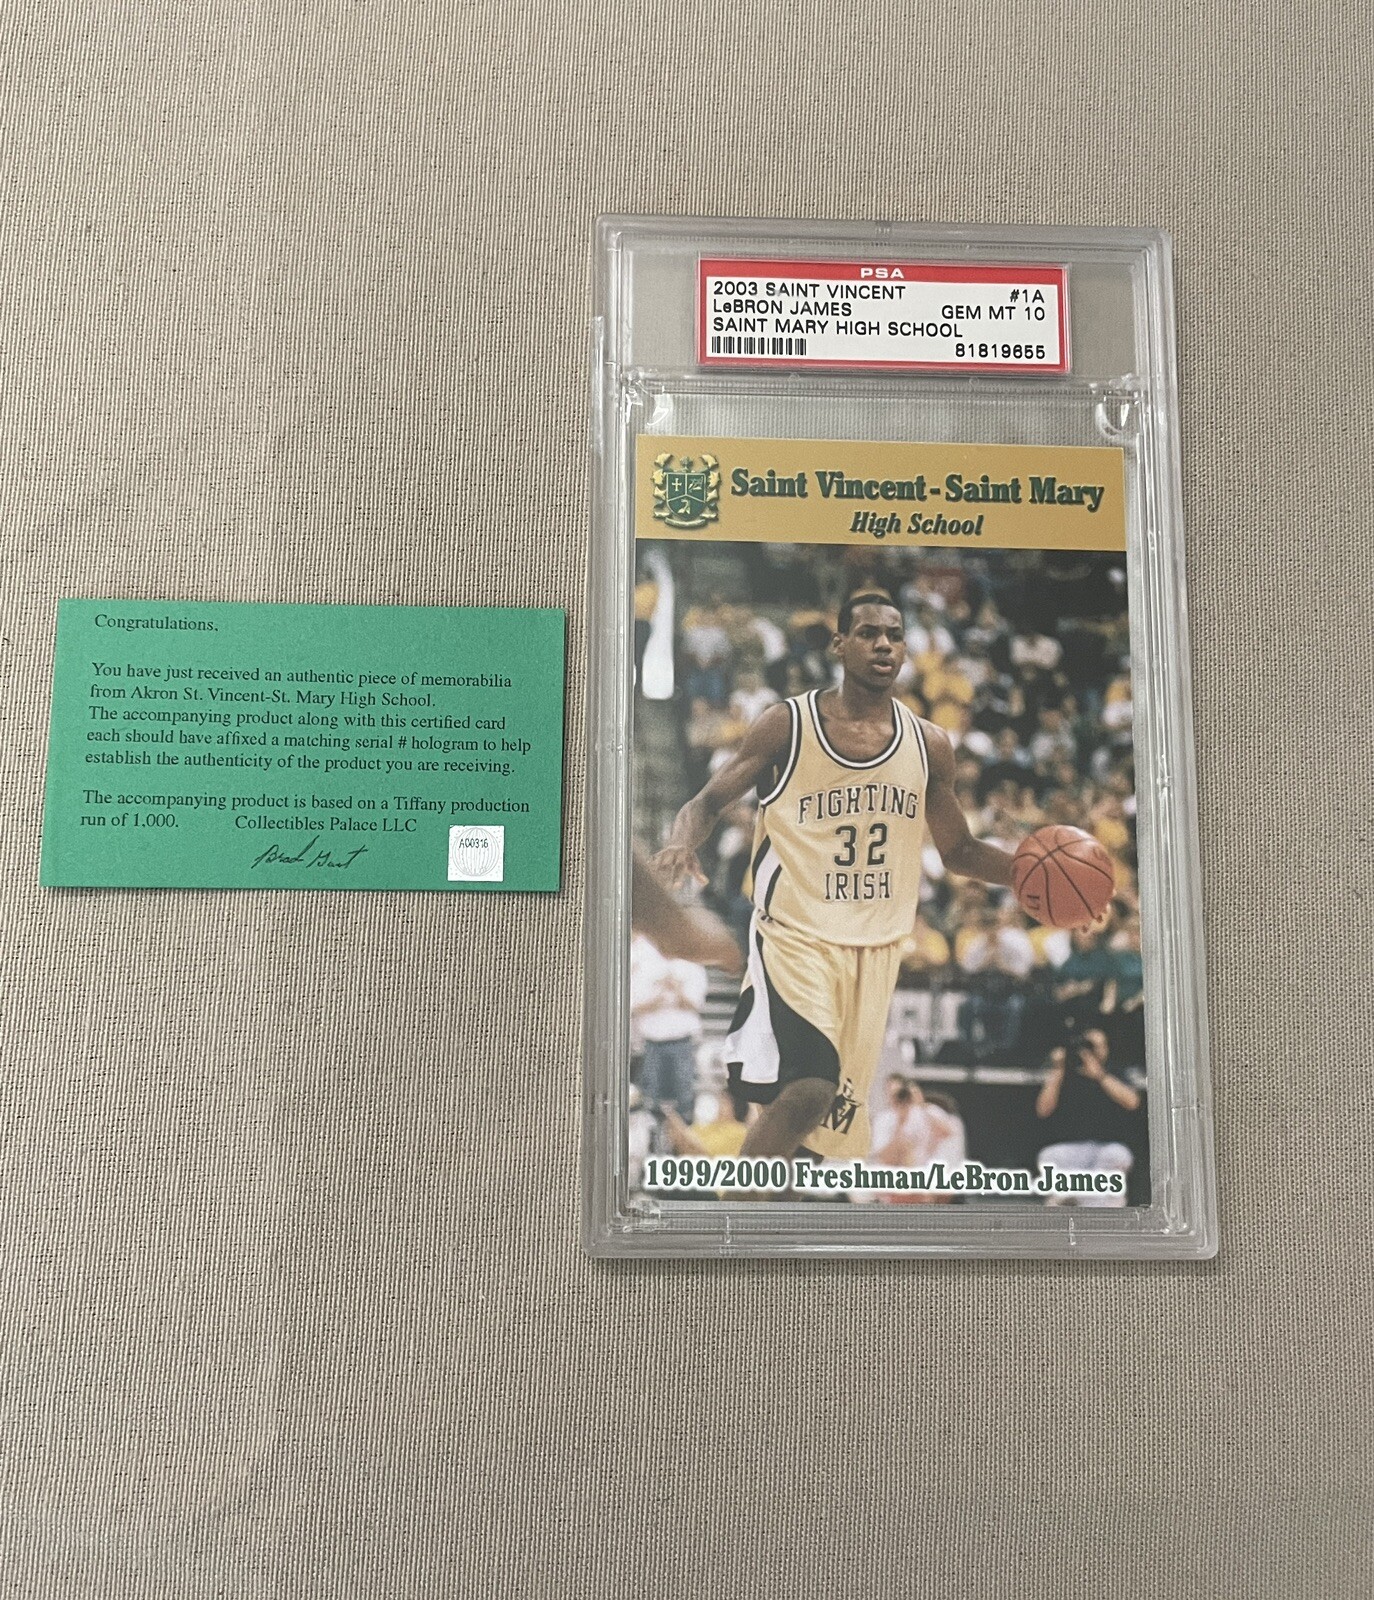 Congratulations,
You have just received an authentic piece of memorabilia
from Akron St. Vincent-St. Mary High School.
The accompanying product along with this certified card
each should have affixed a matching serial # hologram to help
establish the authenticity of the product you are receiving.
The accompanying product is based on a Tiffany production
run of 1,000. Collectibles Palace LLC
A00316
PSA
2003 SAINT VINCENT #1A
LeBRON JAMES GEM MT 10
SAINT MARY HIGH SCHOOL
81819655
Saint Vincent-Saint Mary
High School
FIGHTING
32
IRISH
1999/2000 Freshman/LeBron James